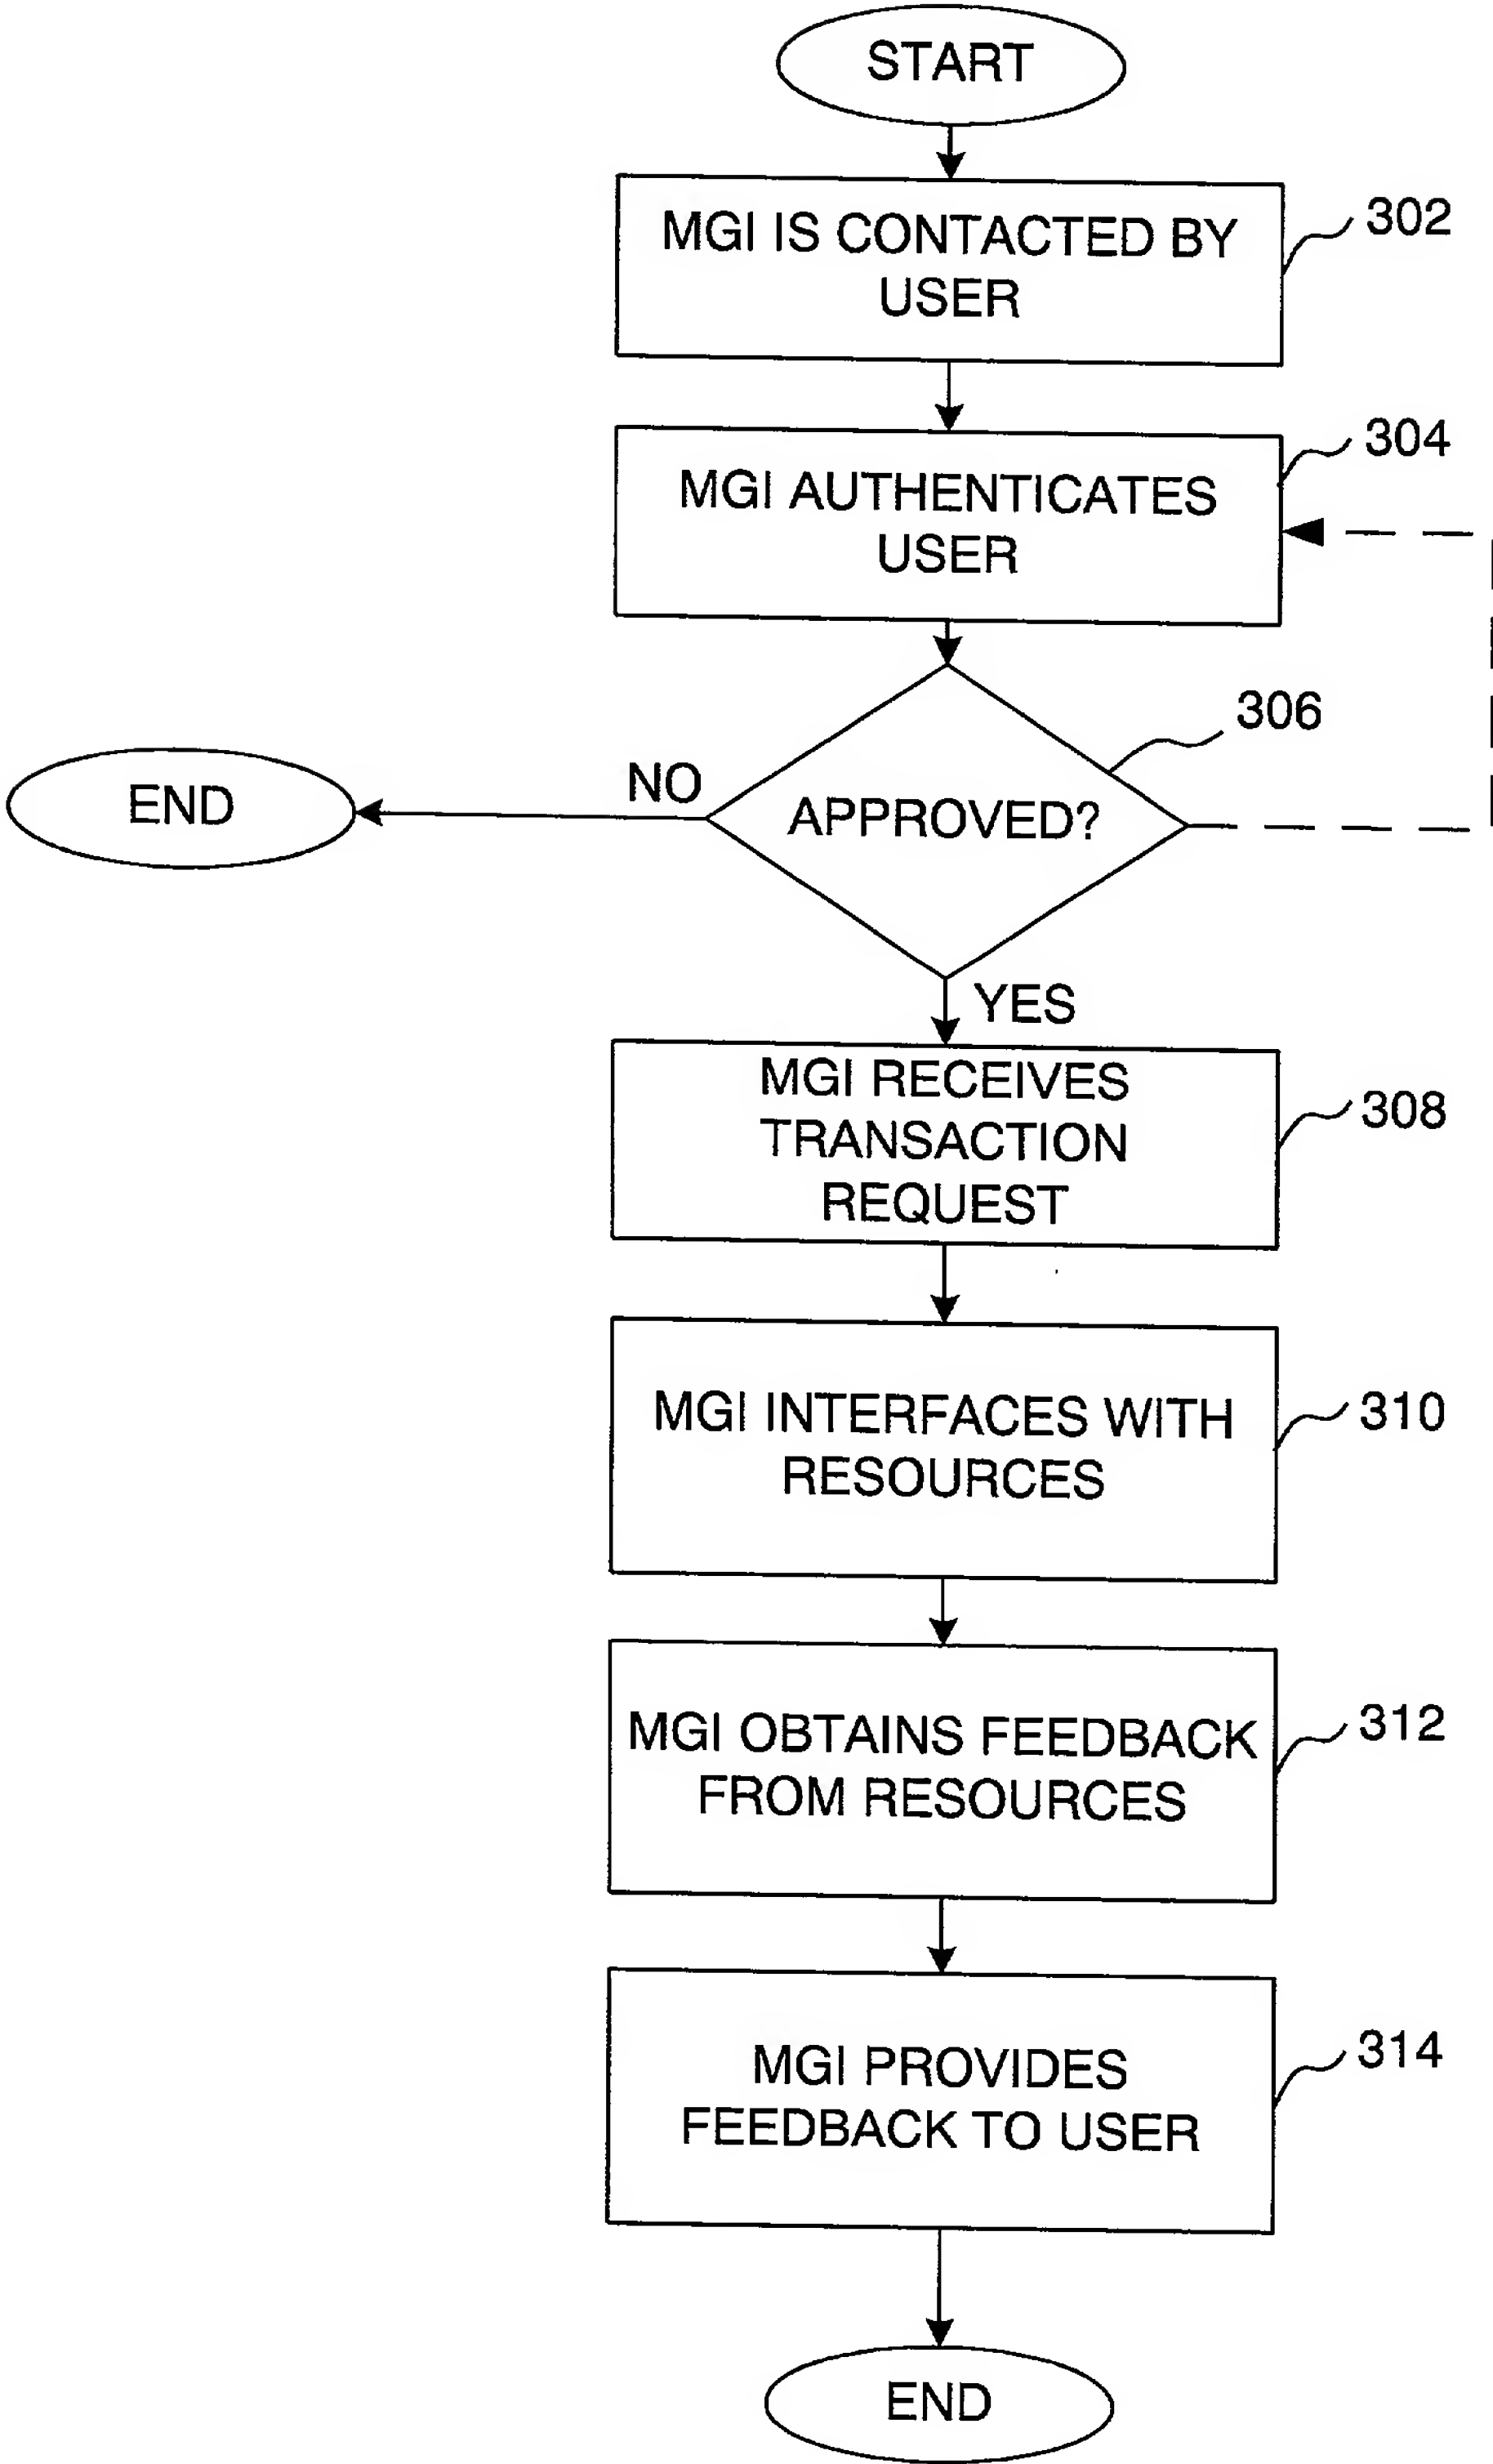 START
MGI IS CONTACTED BY
USER
302
MGI AUTHENTICATES
USER
304
306
END
NO
APPROVED?
YES
MGI RECEIVES
TRANSACTION
REQUEST
308
MGI INTERFACES WITH
RESOURCES
310
MGI OBTAINS FEEDBACK
FROM RESOURCES
312
MGI PROVIDES
FEEDBACK TO USER
314
END